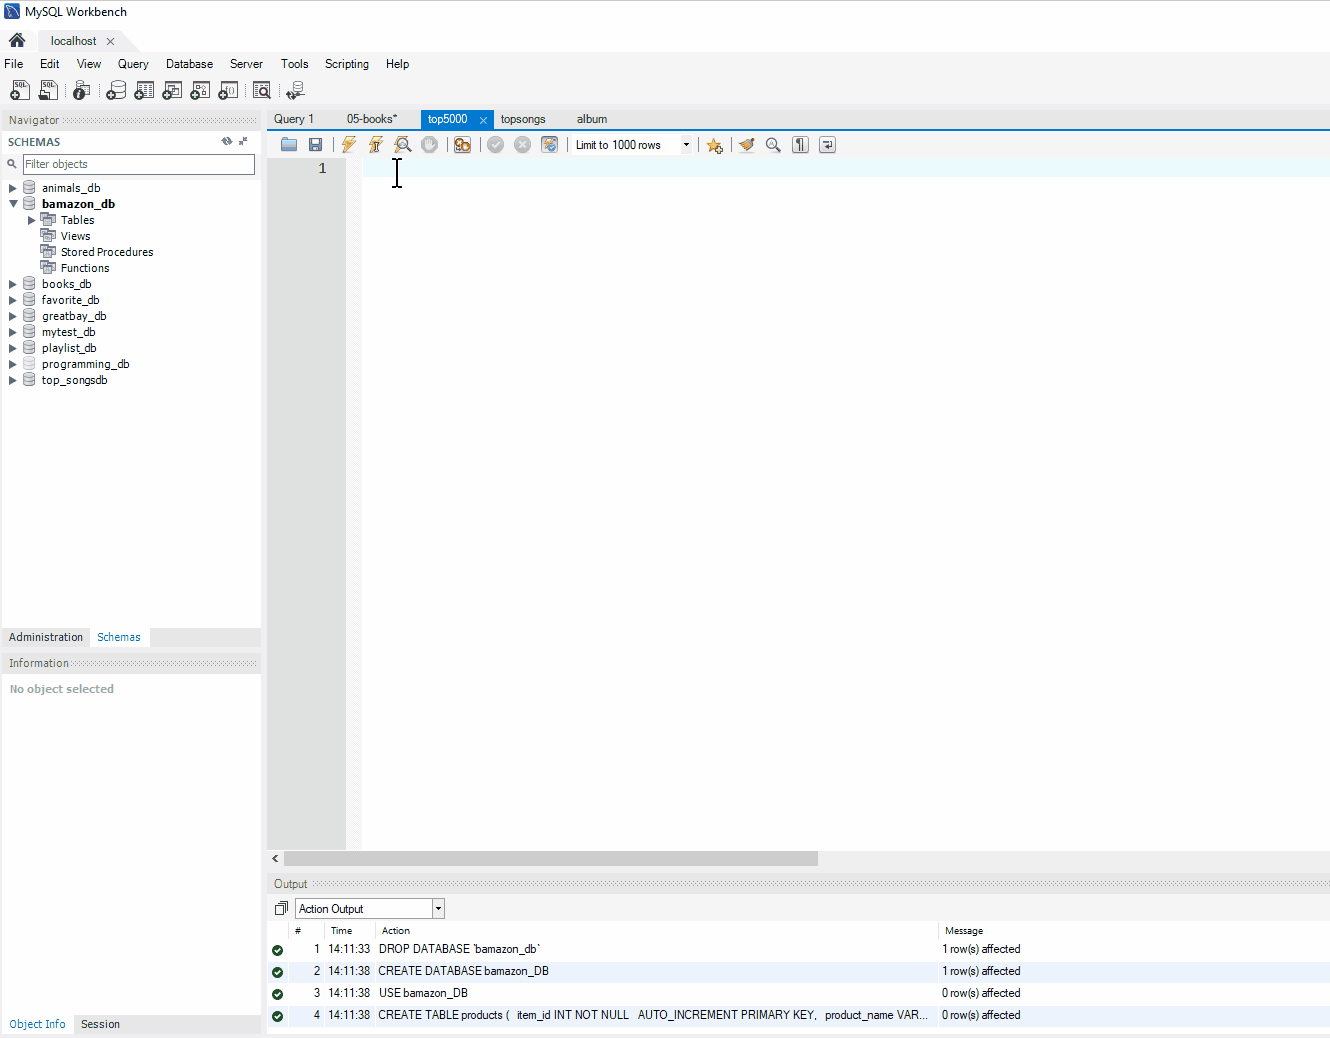 MySQL Workbench
localhost
File Edit View Query Database Server Tools Scripting Help
Navigator
SCHEMAS
Filter objects
animals_db
bamazon_db
Tables
Views
Stored Procedures
Functions
books_db
favorite_db
greatbay_db
mytest_db
playlist_db
programming_db
top_songsdb
Administration Schemas
Information
No object selected
Object Info Session
Query 1 05-books* top5000 topsongs album
Limit to 1000 rows
1
Output
Action Output
# Time Action Message
1 14:11:33 DROP DATABASE `bamazon_db` 1 row(s) affected
2 14:11:38 CREATE DATABASE bamazon_DB 1 row(s) affected
3 14:11:38 USE bamazon_DB 0 row(s) affected
4 14:11:38 CREATE TABLE products ( item_id INT NOT NULL AUTO_INCREMENT PRIMARY KEY, product_name VAR... 0 row(s) affected